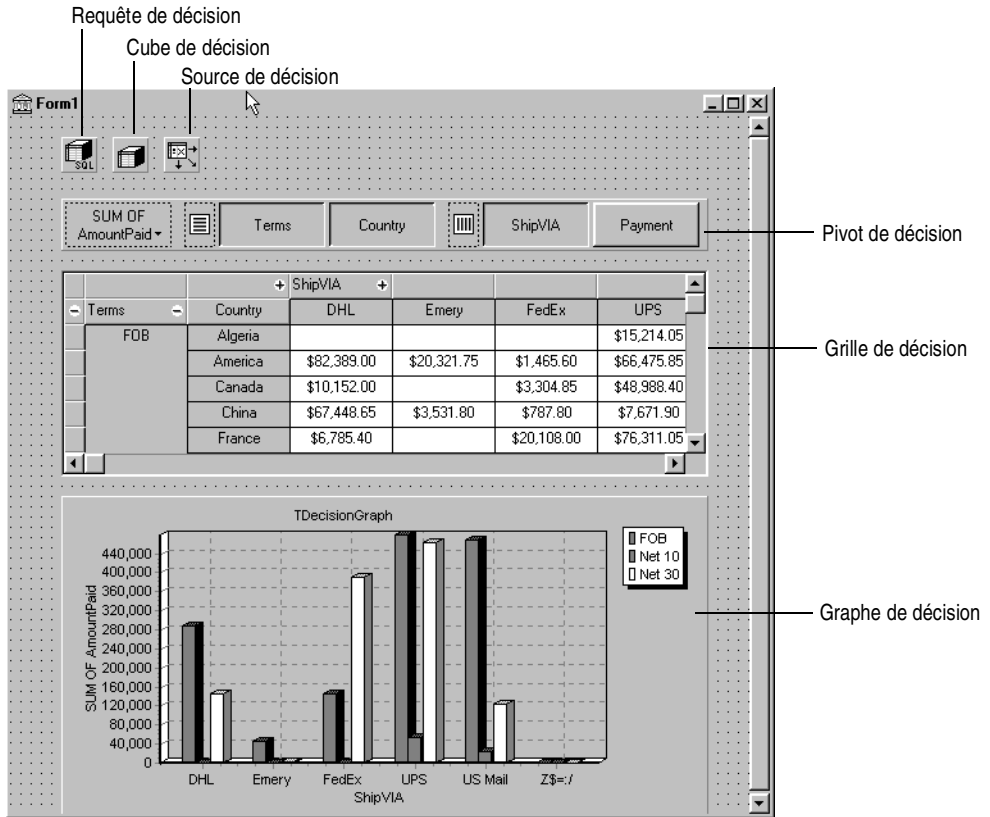 Requête de décision
Cube de décision
Source de décision
Form1
SQL
SUM OF
AmountPaid
Terms
Country
ShipVIA
Payment
Pivot de décision
+ ShipVIA +
- Terms - Country DHL Emery FedEx UPS
FOB Algeria $15,214.05
America $82,389.00 $20,321.75 $1,465.60 $66,475.85
Canada $10,152.00 $3,304.85 $48,988.40
China $67,448.65 $3,531.80 $787.80 $7,671.90
France $6,785.40 $20,108.00 $76,311.05
Grille de décision
TDecisionGraph
SUM OF AmountPaid
440,000
400,000
360,000
320,000
280,000
240,000
200,000
160,000
120,000
80,000
40,000
0
DHL Emery FedEx UPS US Mail Z$=:/
ShipVIA
FOB
Net 10
Net 30
Graphe de décision